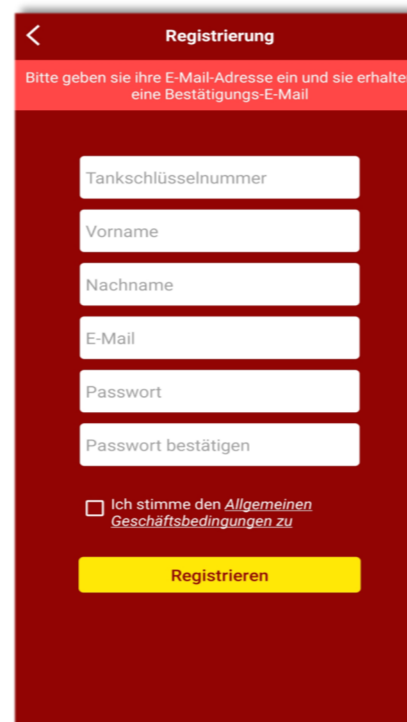 Registrierung
Bitte geben sie ihre E-Mail-Adresse ein und sie erhalte
eine Bestätigungs-E-Mail
Tankschlüsselnummer
Vorname
Nachname
E-Mail
Passwort
Passwort bestätigen
Ich stimme den Allgemeinen
Geschäftsbedingungen zu
Registrieren